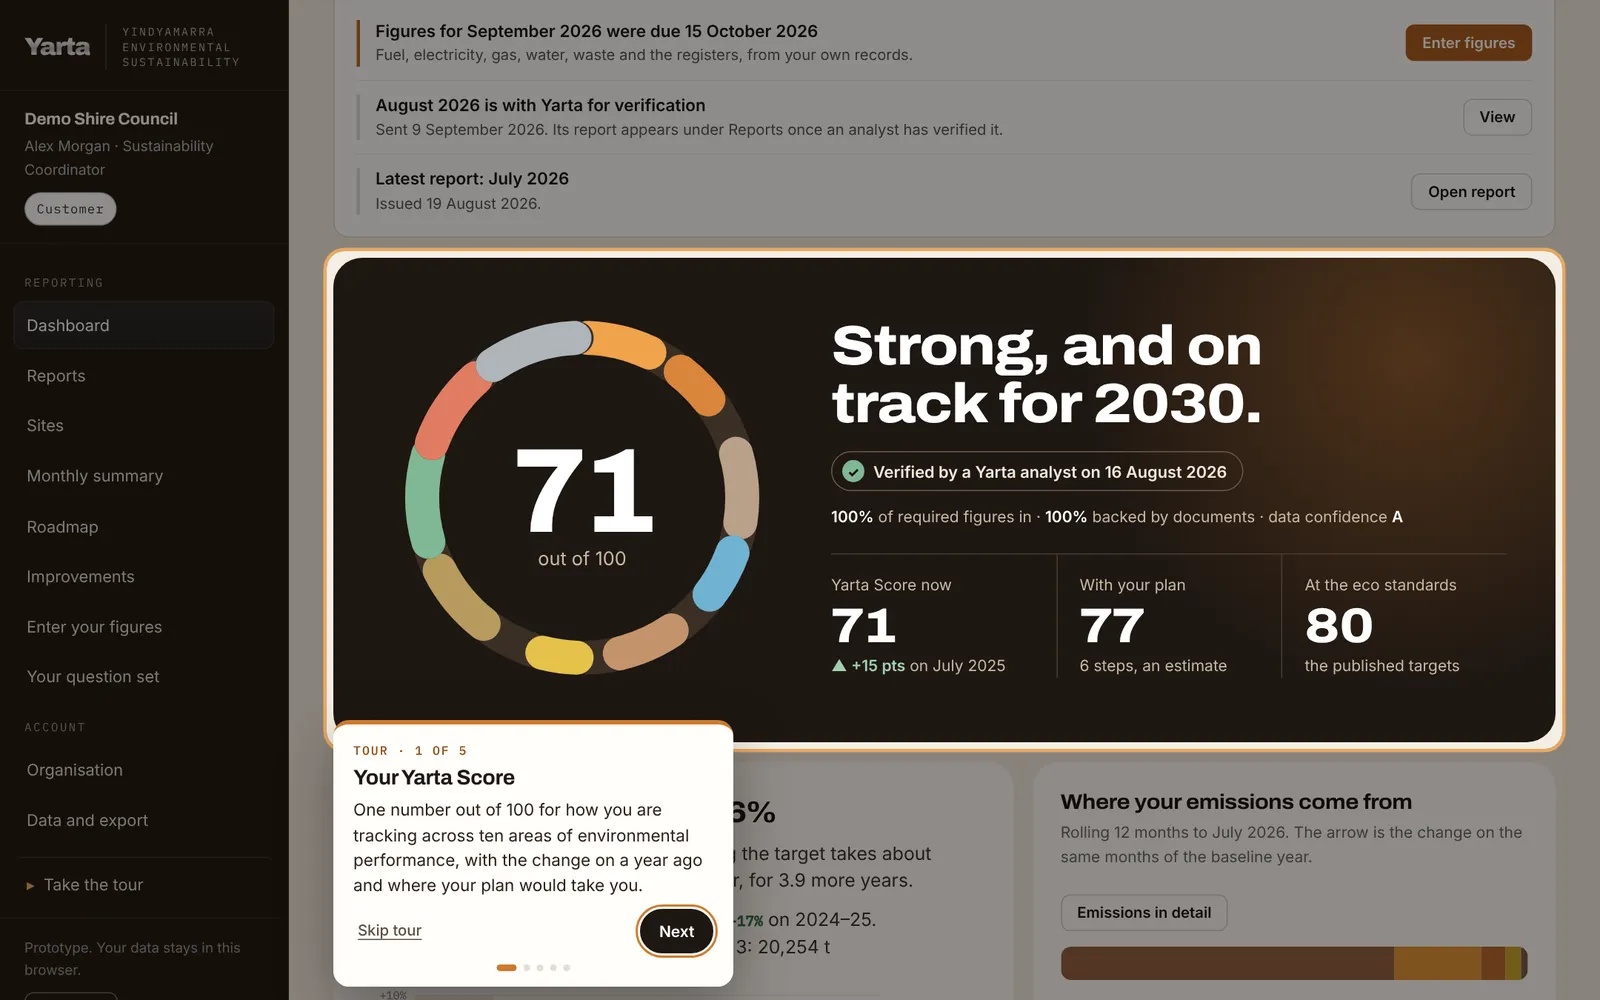 Yarta
YINDYAMARRA
ENVIRONMENTAL
SUSTAINABILITY
Demo Shire Council
Alex Morgan · Sustainability
Coordinator
Customer
REPORTING
Dashboard
Reports
Sites
Monthly summary
Roadmap
Improvements
Enter your figures
Your question set
ACCOUNT
Organisation
Data and export
▸ Take the tour
Prototype. Your data stays in this
browser.
Figures for September 2026 were due 15 October 2026
Fuel, electricity, gas, water, waste and the registers, from your own records.
Enter figures
August 2026 is with Yarta for verification
Sent 9 September 2026. Its report appears under Reports once an analyst has verified it.
View
Latest report: July 2026
Issued 19 August 2026.
Open report
71
out of 100
Strong, and on
track for 2030.
Verified by a Yarta analyst on 16 August 2026
100% of required figures in · 100% backed by documents · data confidence A
Yarta Score now
71
▲ +15 pts on July 2025
With your plan
77
6 steps, an estimate
At the eco standards
80
the published targets
TOUR · 1 OF 5
Your Yarta Score
One number out of 100 for how you are
tracking across ten areas of environmental
performance, with the change on a year ago
and where your plan would take you.
Skip tour
Next
6%
the target takes about
, for 3.9 more years.
-17% on 2024–25.
3: 20,254 t
+10%
Where your emissions come from
Rolling 12 months to July 2026. The arrow is the change on the
same months of the baseline year.
Emissions in detail